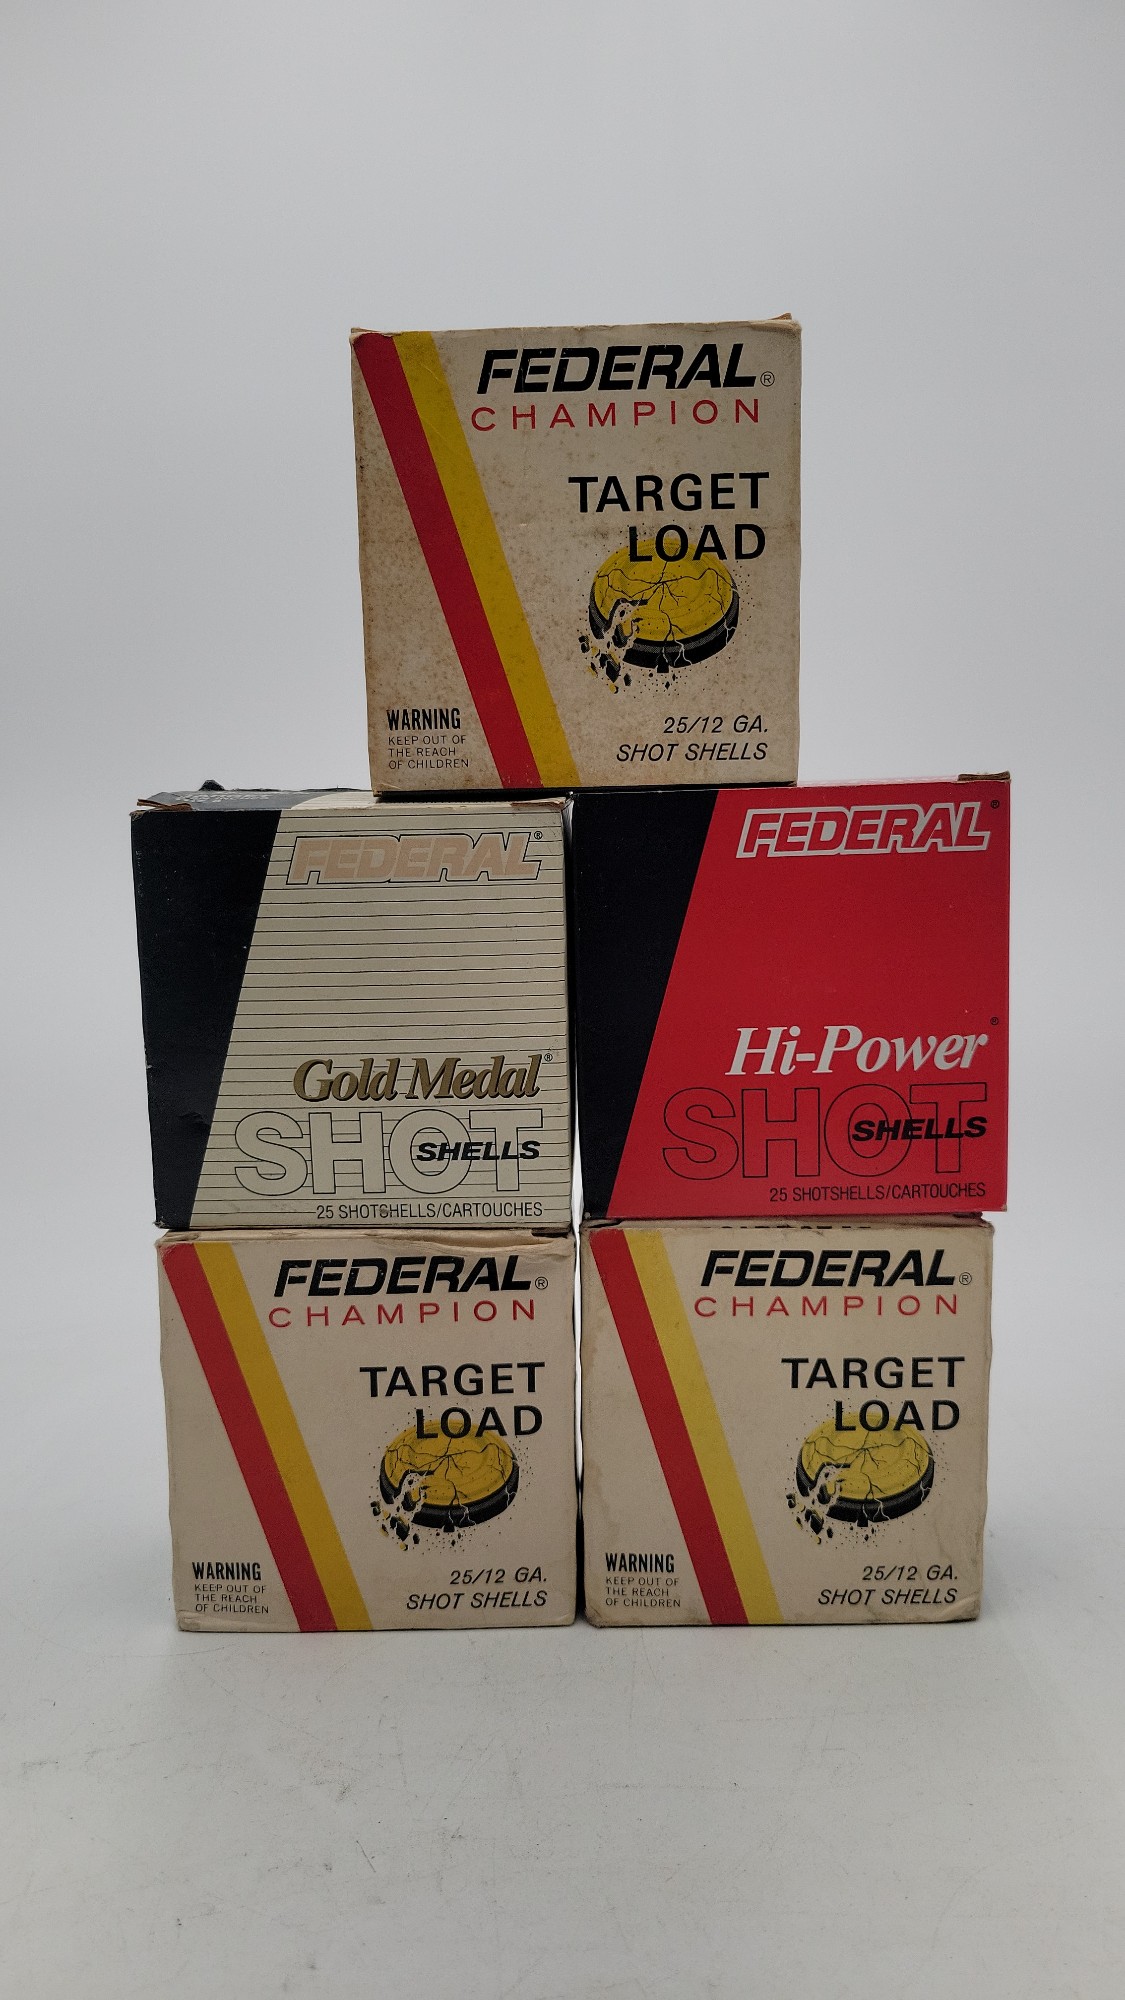 FEDERAL®
CHAMPION
TARGET
LOAD
WARNING
KEEP OUT OF
THE REACH
OF CHILDREN
25/12 GA.
SHOT SHELLS
FEDERAL®
Gold Medal®
SHOT
SHELLS
25 SHOTSHELLS/CARTOUCHES
FEDERAL®
Hi-Power®
SHOT
SHELLS
25 SHOTSHELLS/CARTOUCHES
FEDERAL®
CHAMPION
TARGET
LOAD
WARNING
KEEP OUT OF
THE REACH
OF CHILDREN
25/12 GA.
SHOT SHELLS
FEDERAL®
CHAMPION
TARGET
LOAD
WARNING
KEEP OUT OF
THE REACH
OF CHILDREN
25/12 GA.
SHOT SHELLS